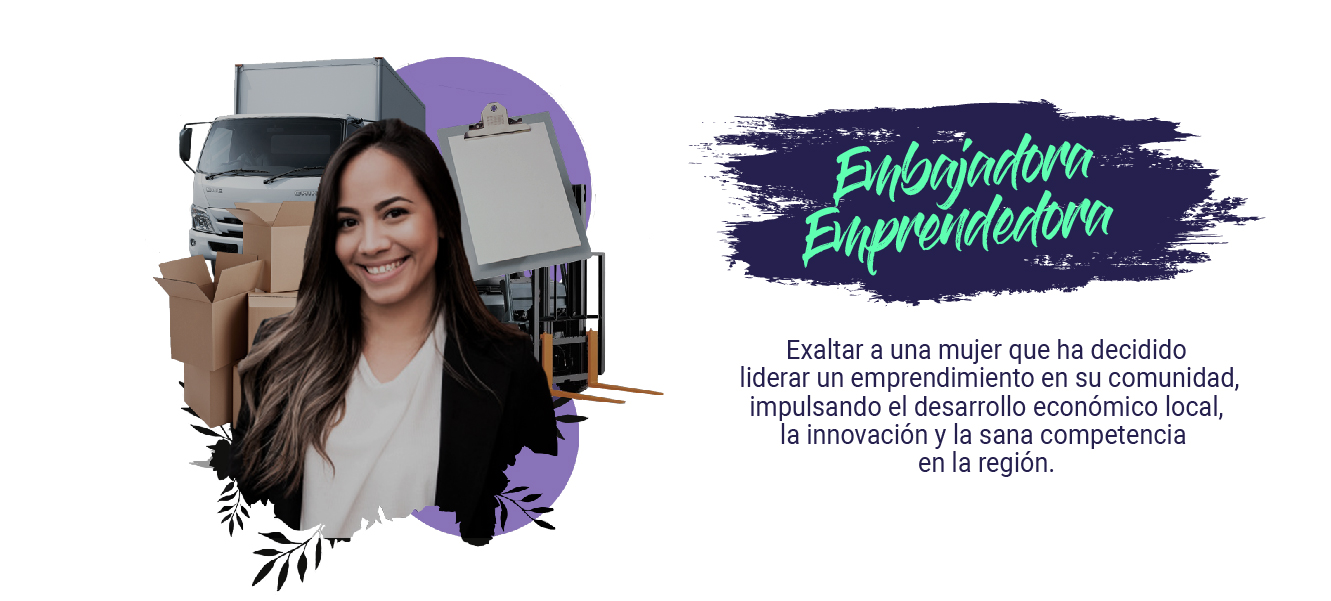 Embajadora
Emprendedora
Exaltar a una mujer que ha decidido
liderar un emprendimiento en su comunidad,
impulsando el desarrollo económico local,
la innovación y la sana competencia
en la región.